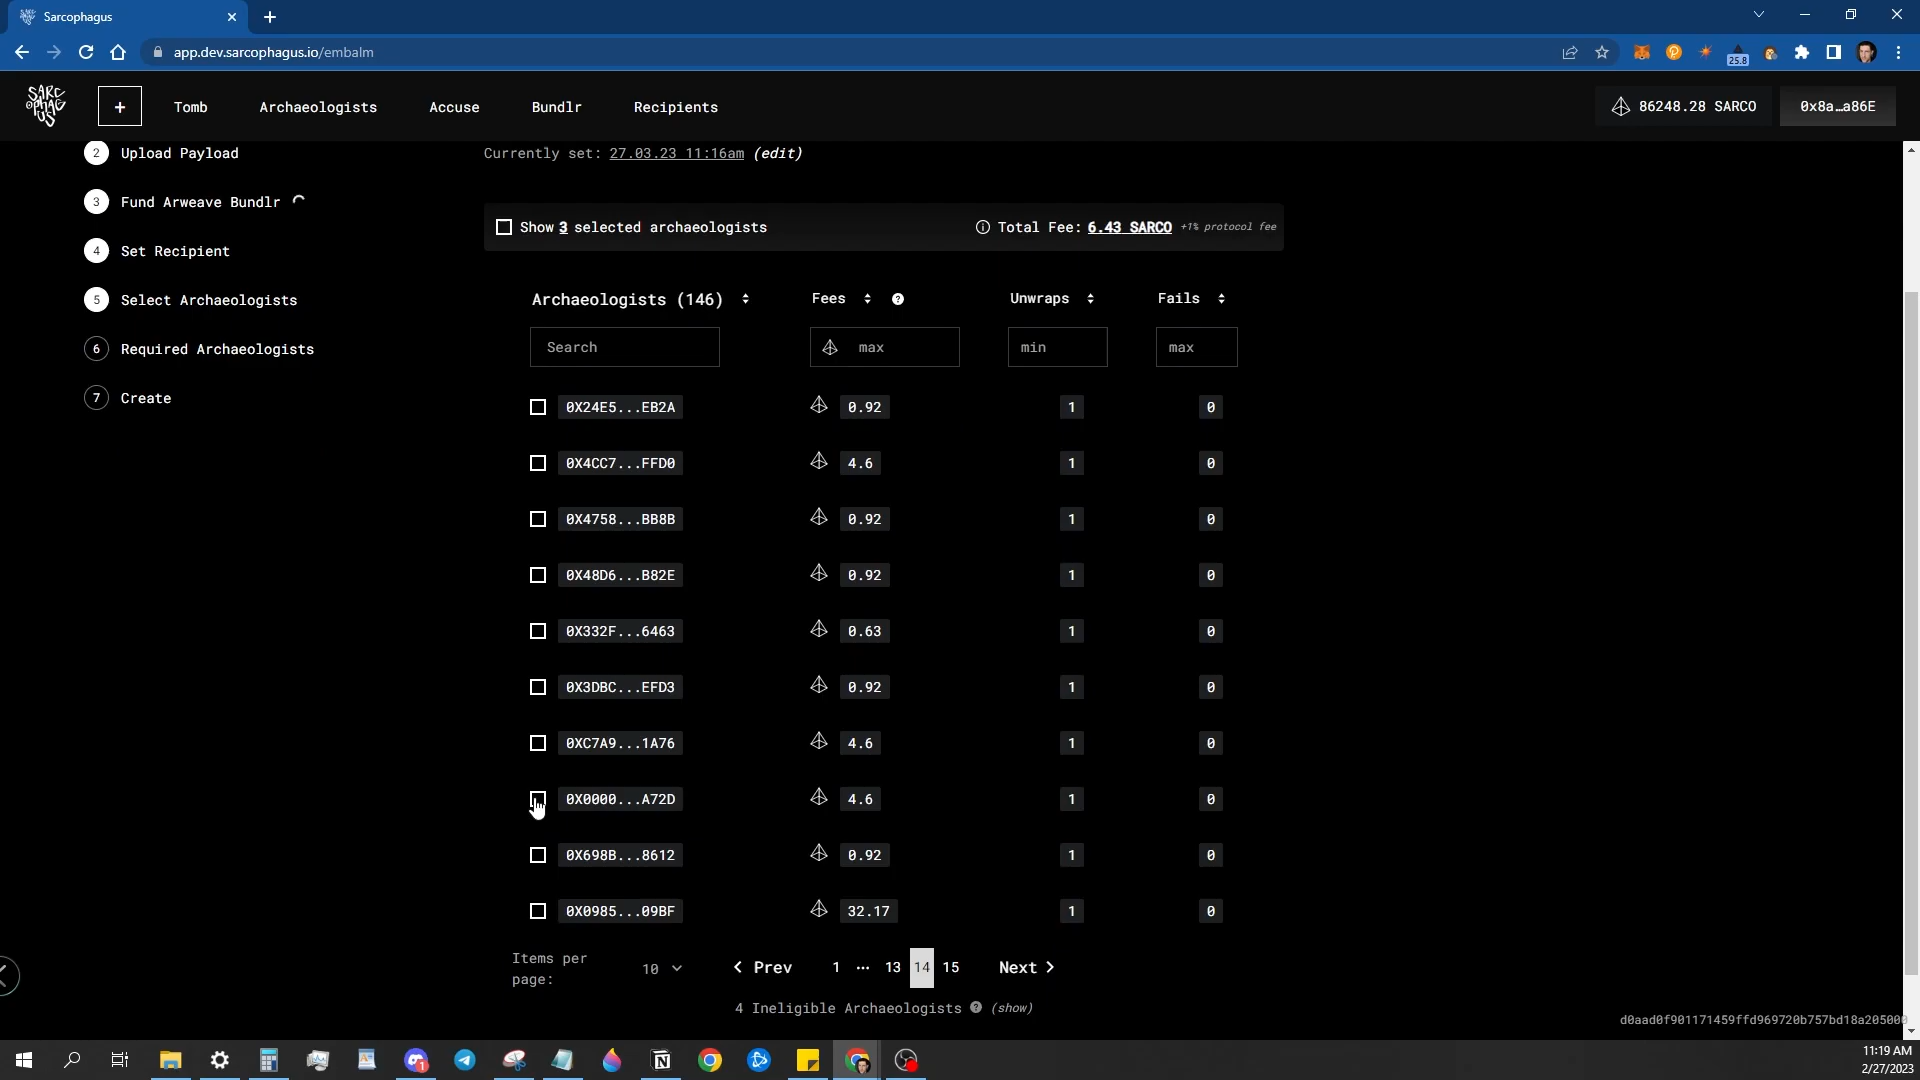 Sarcophagus
app.dev.sarcophagus.io/embalm
25.8
SARC
OPHAG
US
+
Tomb
Archaeologists
Accuse
Bundlr
Recipients
86248.28 SARCO
0x8a…a86E
2 Upload Payload
3 Fund Arweave Bundlr
4 Set Recipient
5 Select Archaeologists
6 Required Archaeologists
7 Create
Currently set: 27.03.23 11:16am (edit)
Show 3 selected archaeologists
Total Fee: 6.43 SARCO +1% protocol fee
Archaeologists (146) Fees ? Unwraps Fails
Search max min max
0X24E5...EB2A 0.92 1 0
0X4CC7...FFD0 4.6 1 0
0X4758...BB8B 0.92 1 0
0X48D6...B82E 0.92 1 0
0X332F...6463 0.63 1 0
0X3DBC...EFD3 0.92 1 0
0XC7A9...1A76 4.6 1 0
0X0000...A72D 4.6 1 0
0X698B...8612 0.92 1 0
0X0985...09BF 32.17 1 0
Items per
page:
10
Prev 1 ... 13 14 15 Next
4 Ineligible Archaeologists ? (show)
d0aad0f901171459ffd969720b757bd18a205000
11:19 AM
2/27/2023